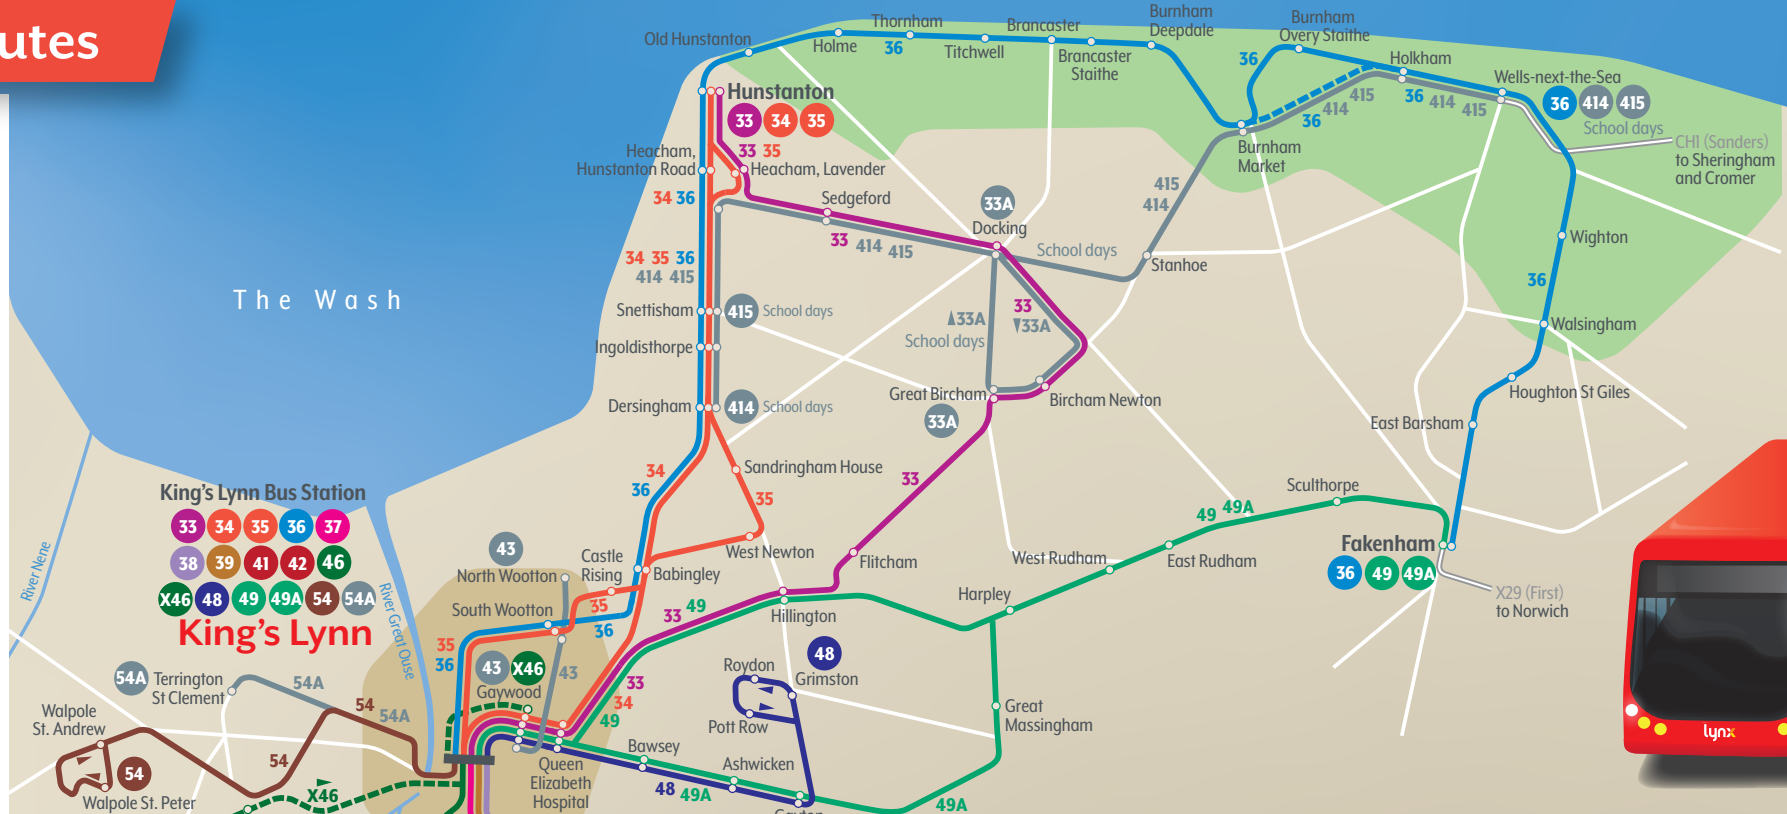 utes
Old Hunstanton
Holme
Thornham
36
Titchwell
Brancaster
Brancaster
Staithe
Burnham
Deepdale
Burnham
Overy Staithe
36
Holkham
36
414
415
36
414
415
Wells-next-the-Sea
36
414
415
School days
CH1 (Sanders)
to Sheringham
and Cromer
Hunstanton
33
34
35
33 35
Heacham,
Hunstanton Road
Heacham, Lavender
34 36
Sedgeford
33 414 415
33A
Docking
School days
415
414
Burnham
Market
Stanhoe
Wighton
36
Walsingham
Houghton St Giles
East Barsham
34 35 36
414 415
The Wash
Snettisham
415
School days
Ingoldisthorpe
Dersingham
414
School days
33
▲33A
▼33A
School days
Great Bircham
33A
Bircham Newton
34
36
Sandringham House
35
West Newton
33
Sculthorpe
49 49A
Fakenham
36
49
49A
X29 (First)
to Norwich
King's Lynn Bus Station
33 34 35 36 37
38 39 41 42 46
X46 48 49 49A 54 54A
King's Lynn
River Nene
River Great Ouse
43
North Wootton
Castle
Rising
Babingley
Flitcham
West Rudham
East Rudham
South Wootton
35
36
35
36
33 49
Hillington
Harpley
43
X46
Gaywood
43
33
34
49
Roydon
48
Grimston
Pott Row
Great
Massingham
54A
Terrington
St Clement
54A
54
54A
Walpole
St. Andrew
54
54
Walpole St. Peter
X46
Queen
Elizabeth
Hospital
Bawsey
48
49A
Ashwicken
Gayton
49A
lynx